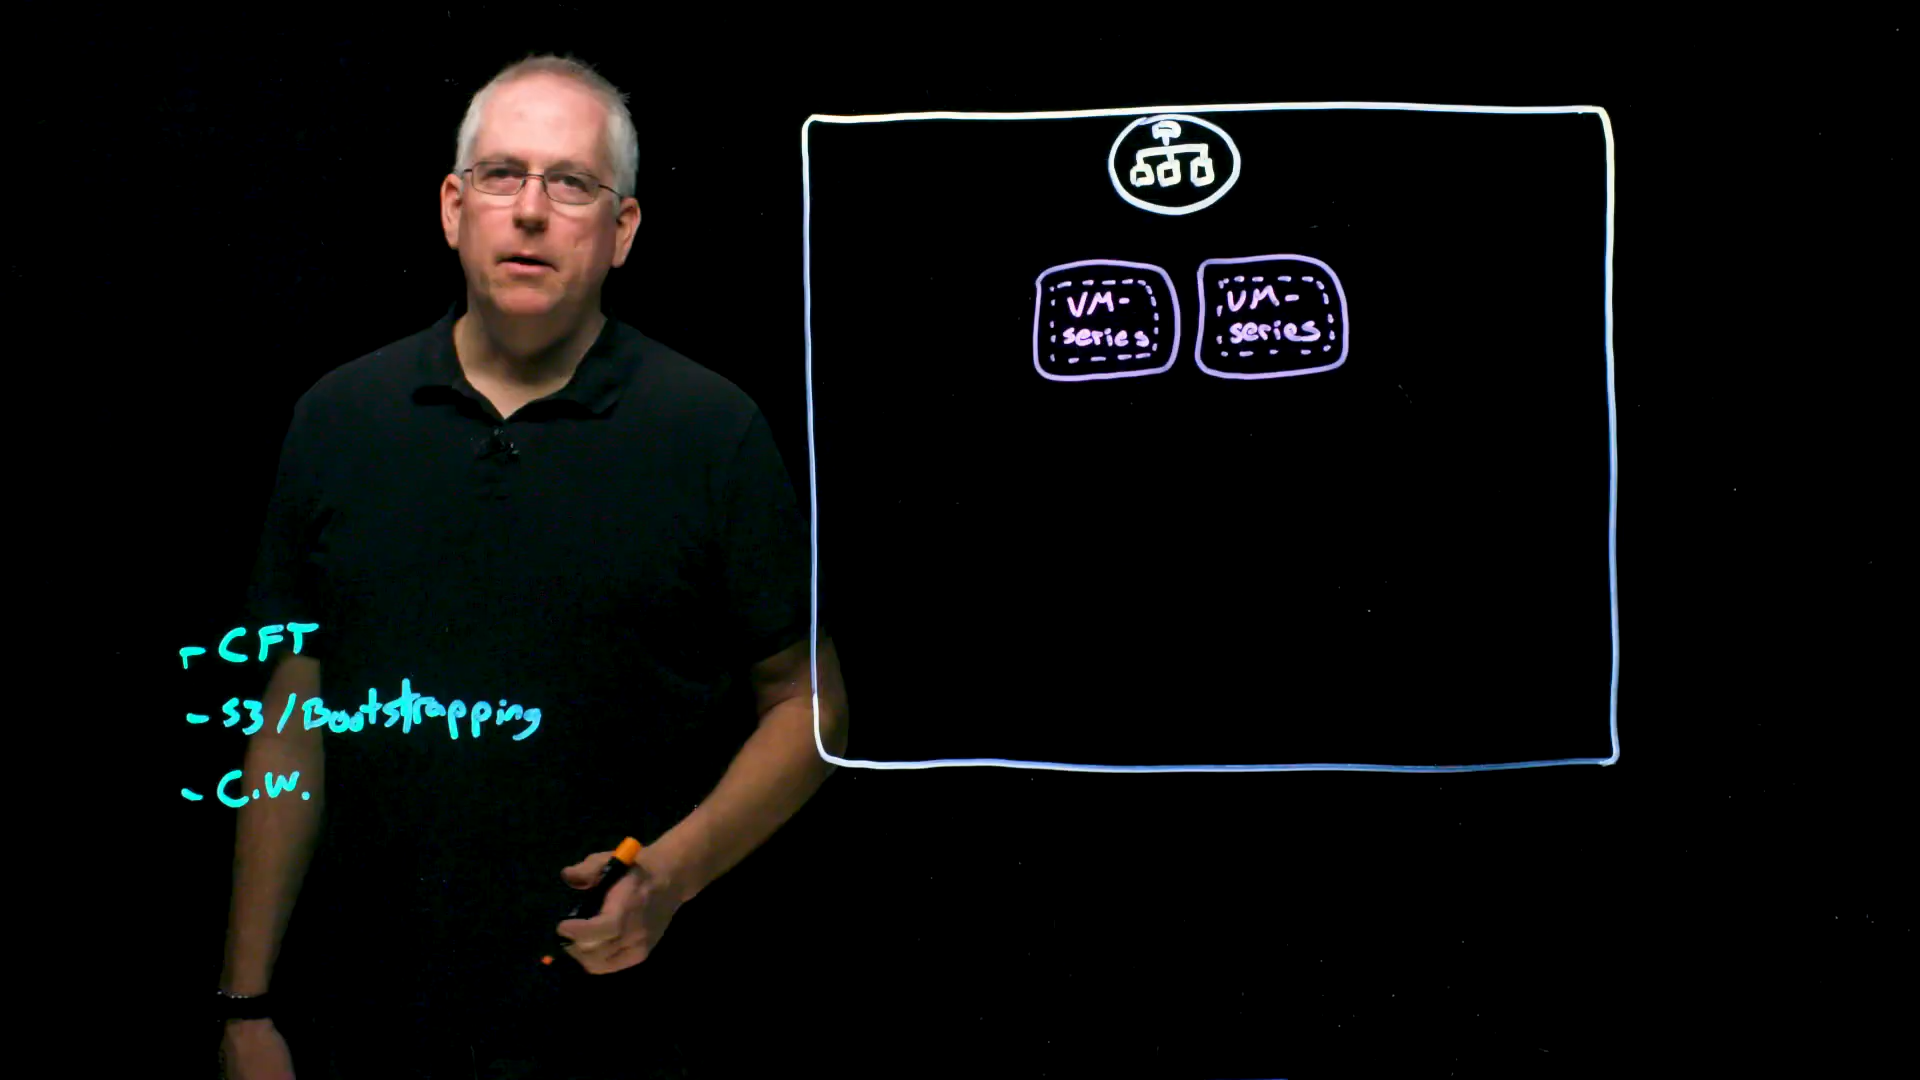 - CFT
- S3/Bootstrapping
- C.W.
VM-
series
VM-
series